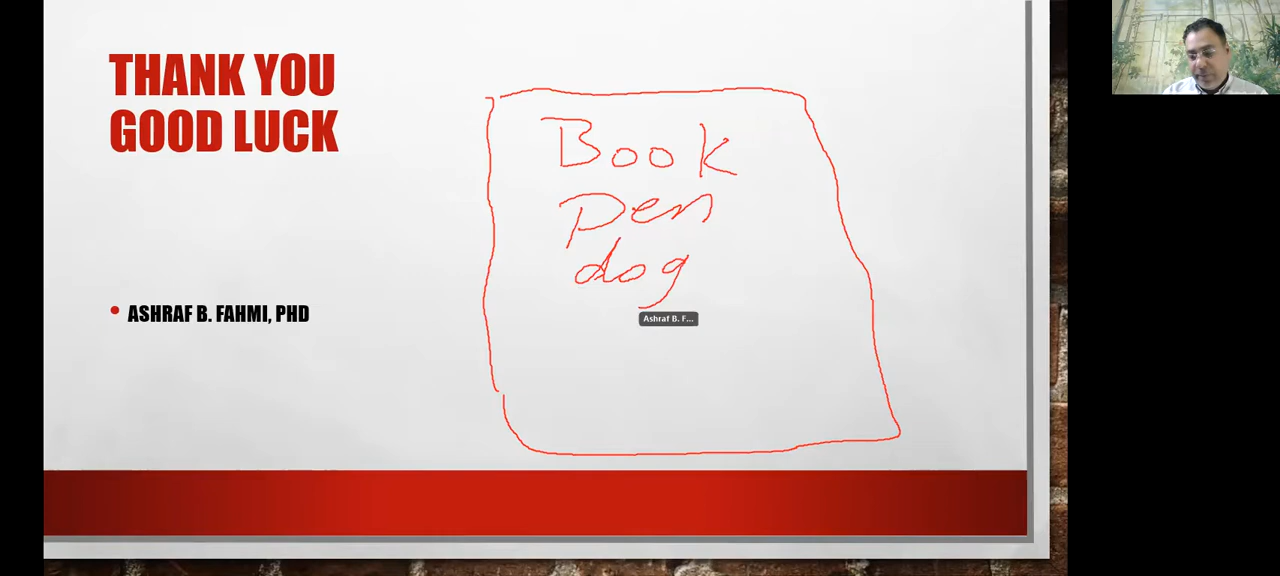 THANK YOU
GOOD LUCK
• ASHRAF B. FAHMI, PHD
Book
Pen
dog
Ashraf B. F...